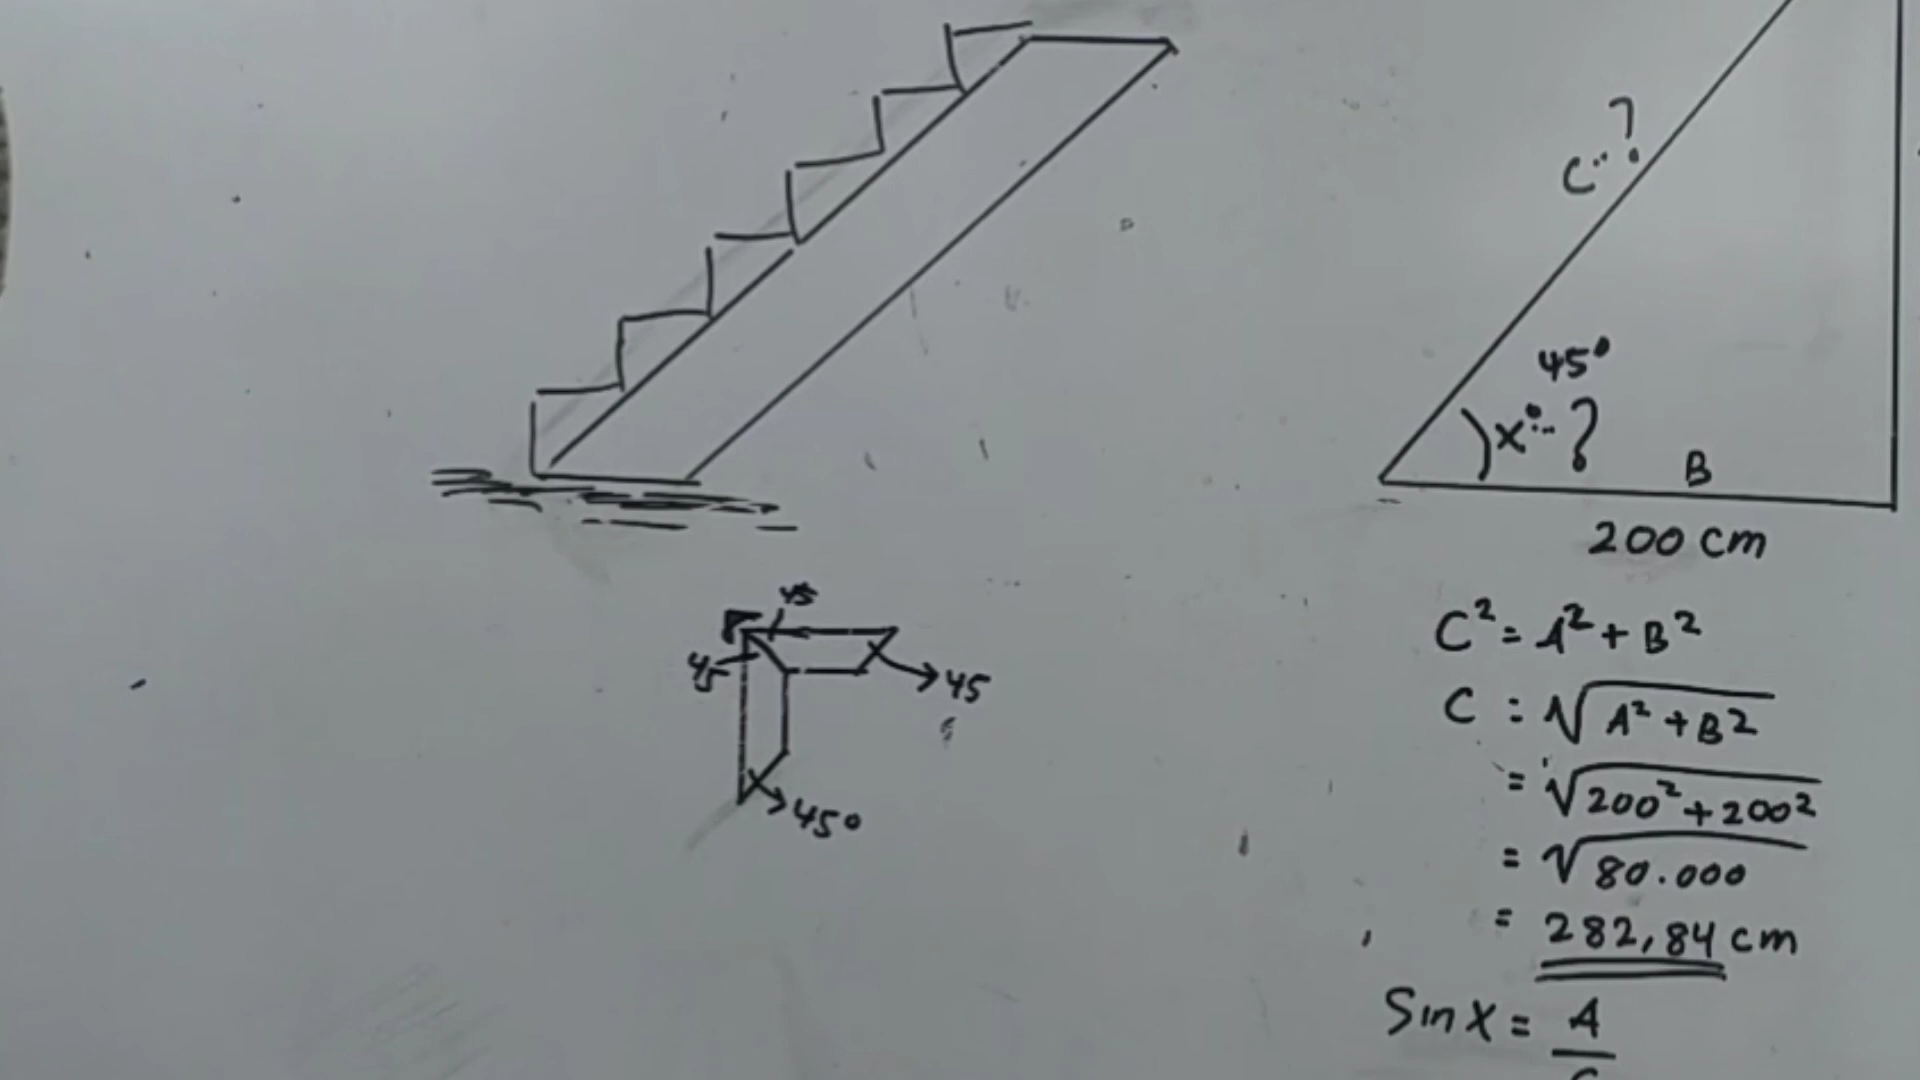 C ?
45°
x ?
B
200 cm
45
45
45
45°
C² = A² + B²
C = √A² + B²
= √200² + 200²
= √80.000
= 282,84 cm
Sin X = A